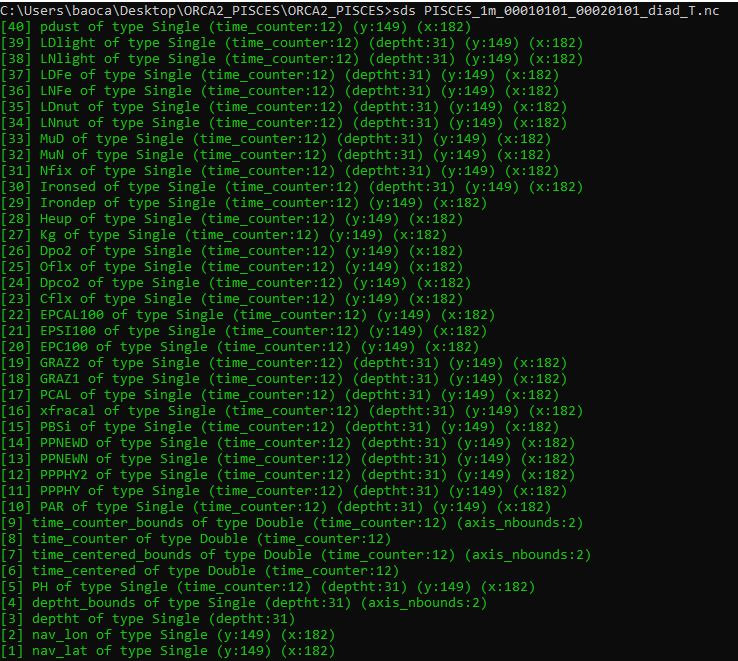 C:\Users\baoca\Desktop\ORCA2_PISCES\ORCA2_PISCES>sds PISCES_1m_00010101_00020101_diad_T.nc
[40] pdust of type Single (time_counter:12) (y:149) (x:182)
[39] LDlight of type Single (time_counter:12) (deptht:31) (y:149) (x:182)
[38] LNlight of type Single (time_counter:12) (deptht:31) (y:149) (x:182)
[37] LDFe of type Single (time_counter:12) (deptht:31) (y:149) (x:182)
[36] LNFe of type Single (time_counter:12) (deptht:31) (y:149) (x:182)
[35] LDnut of type Single (time_counter:12) (deptht:31) (y:149) (x:182)
[34] LNnut of type Single (time_counter:12) (deptht:31) (y:149) (x:182)
[33] MuD of type Single (time_counter:12) (deptht:31) (y:149) (x:182)
[32] MuN of type Single (time_counter:12) (deptht:31) (y:149) (x:182)
[31] Nfix of type Single (time_counter:12) (deptht:31) (y:149) (x:182)
[30] Ironsed of type Single (time_counter:12) (deptht:31) (y:149) (x:182)
[29] Irondep of type Single (time_counter:12) (y:149) (x:182)
[28] Heup of type Single (time_counter:12) (y:149) (x:182)
[27] Kg of type Single (time_counter:12) (y:149) (x:182)
[26] Dpo2 of type Single (time_counter:12) (y:149) (x:182)
[25] Oflx of type Single (time_counter:12) (y:149) (x:182)
[24] Dpco2 of type Single (time_counter:12) (y:149) (x:182)
[23] Cflx of type Single (time_counter:12) (y:149) (x:182)
[22] EPCAL100 of type Single (time_counter:12) (y:149) (x:182)
[21] EPSI100 of type Single (time_counter:12) (y:149) (x:182)
[20] EPC100 of type Single (time_counter:12) (y:149) (x:182)
[19] GRAZ2 of type Single (time_counter:12) (deptht:31) (y:149) (x:182)
[18] GRAZ1 of type Single (time_counter:12) (deptht:31) (y:149) (x:182)
[17] PCAL of type Single (time_counter:12) (deptht:31) (y:149) (x:182)
[16] xfracal of type Single (time_counter:12) (deptht:31) (y:149) (x:182)
[15] PBSi of type Single (time_counter:12) (deptht:31) (y:149) (x:182)
[14] PPNEWD of type Single (time_counter:12) (deptht:31) (y:149) (x:182)
[13] PPNEWN of type Single (time_counter:12) (deptht:31) (y:149) (x:182)
[12] PPPHY2 of type Single (time_counter:12) (deptht:31) (y:149) (x:182)
[11] PPPHY of type Single (time_counter:12) (deptht:31) (y:149) (x:182)
[10] PAR of type Single (time_counter:12) (deptht:31) (y:149) (x:182)
[9] time_counter_bounds of type Double (time_counter:12) (axis_nbounds:2)
[8] time_counter of type Double (time_counter:12)
[7] time_centered_bounds of type Double (time_counter:12) (axis_nbounds:2)
[6] time_centered of type Double (time_counter:12)
[5] PH of type Single (time_counter:12) (deptht:31) (y:149) (x:182)
[4] deptht_bounds of type Single (deptht:31) (axis_nbounds:2)
[3] deptht of type Single (deptht:31)
[2] nav_lon of type Single (y:149) (x:182)
[1] nav_lat of type Single (y:149) (x:182)